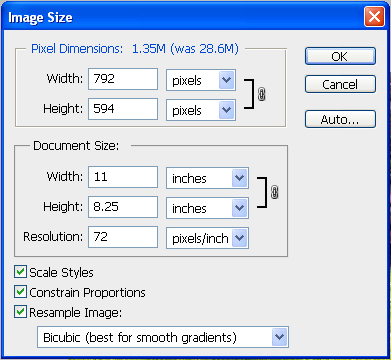 Image Size
Pixel Dimensions: 1.35M (was 28.6M)
OK
Width: 792 pixels
Cancel
Height: 594 pixels
Auto...
Document Size:
Width: 11 inches
Height: 8.25 inches
Resolution: 72 pixels/inch
Scale Styles
Constrain Proportions
Resample Image:
Bicubic (best for smooth gradients)